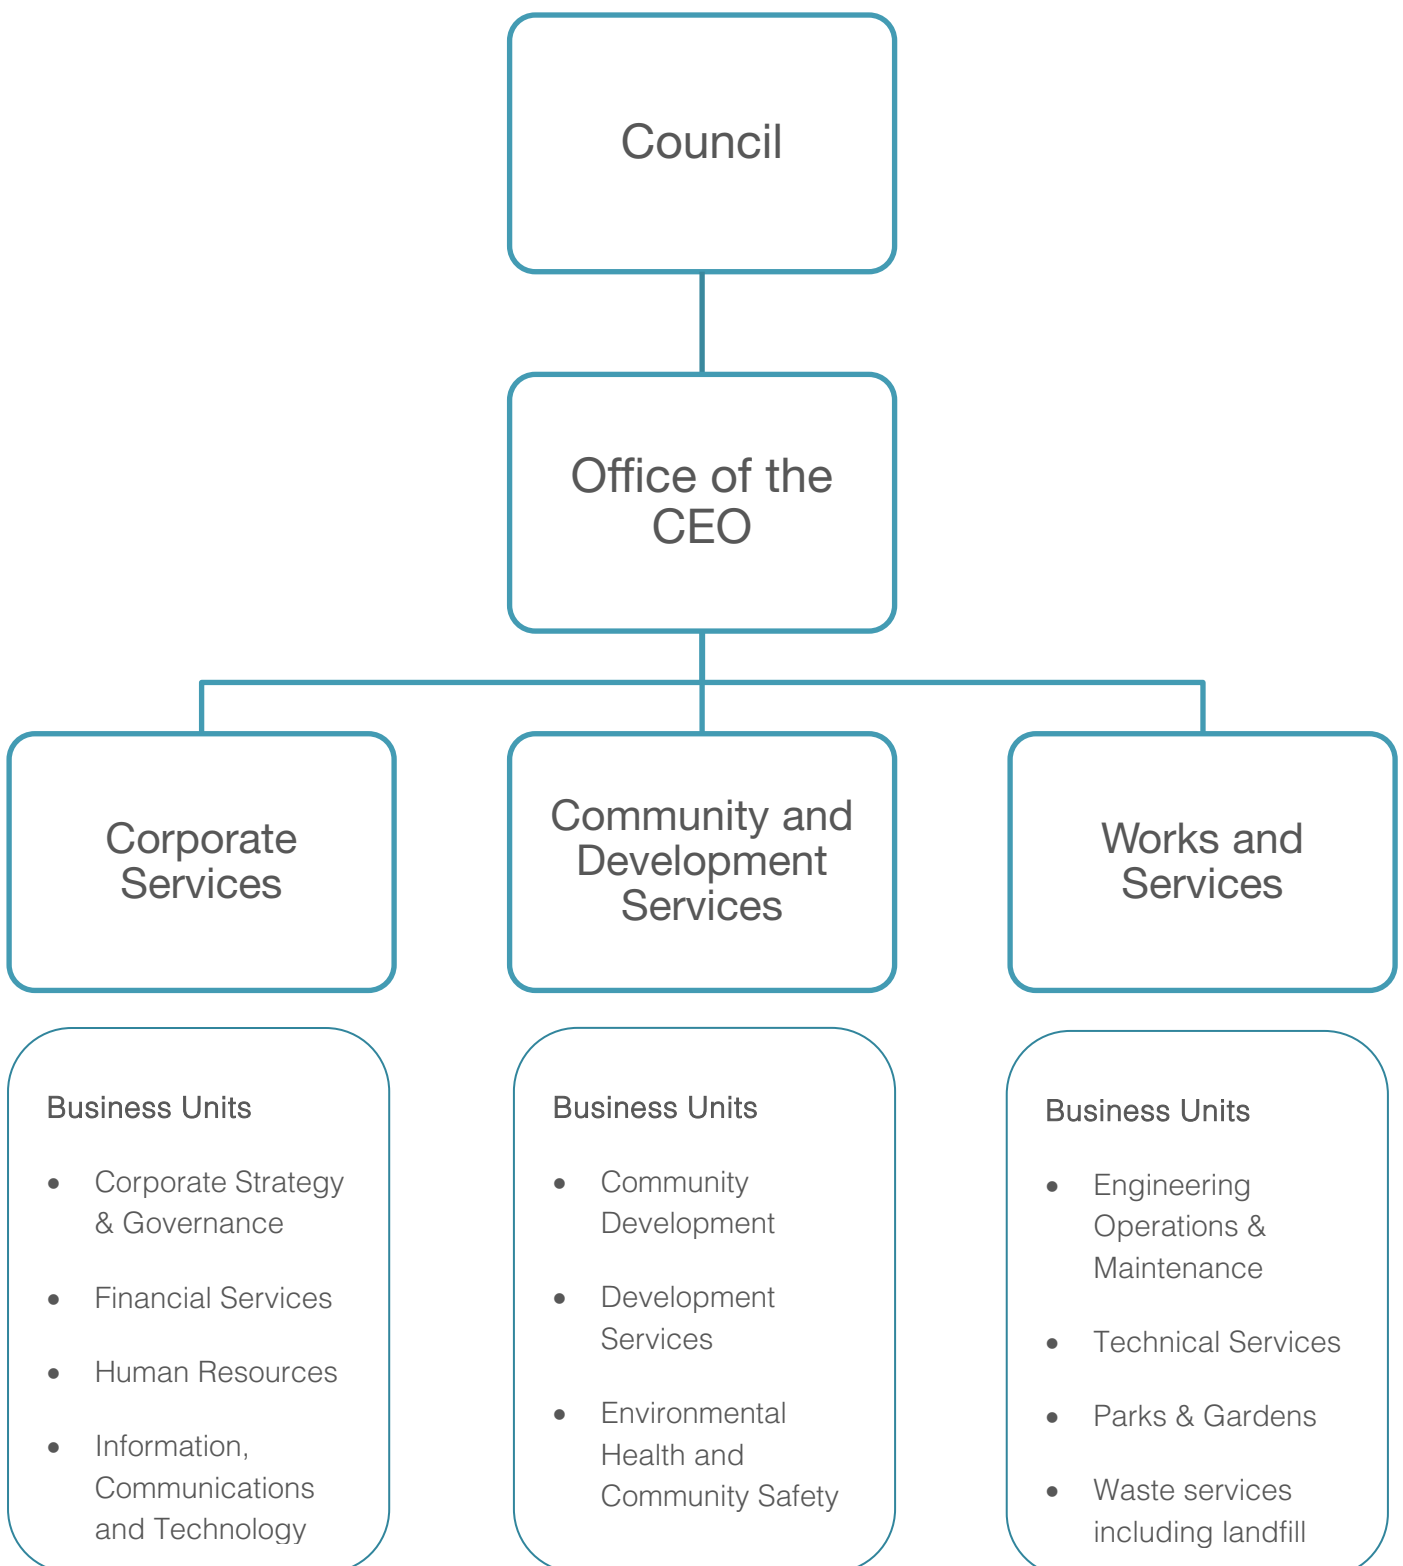 Council
Office of the
CEO
Corporate
Services
Community and
Development
Services
Works and
Services
Business Units
• Corporate Strategy
& Governance
• Financial Services
• Human Resources
• Information,
Communications
and Technology
Business Units
• Community
Development
• Development
Services
• Environmental
Health and
Community Safety
Business Units
• Engineering
Operations &
Maintenance
• Technical Services
• Parks & Gardens
• Waste services
including landfill